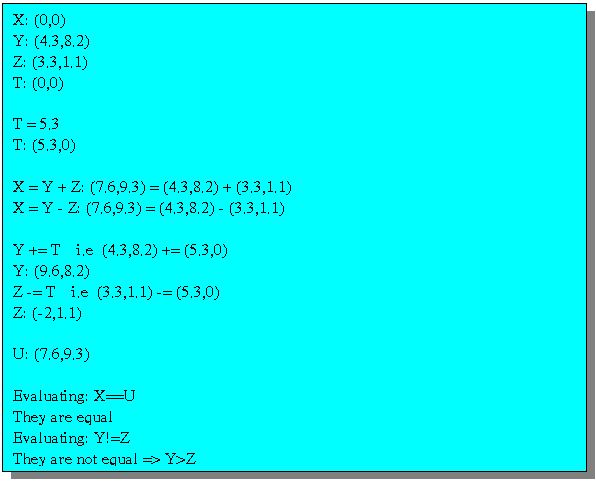 X: (0,0)
Y: (4.3,8.2)
Z: (3.3,1.1)
T: (0,0)
T = 5.3
T: (5.3,0)
X = Y + Z: (7.6,9.3) = (4.3,8.2) + (3.3,1.1)
X = Y - Z: (7.6,9.3) = (4.3,8.2) - (3.3,1.1)
Y += T i.e (4.3,8.2) += (5.3,0)
Y: (9.6,8.2)
Z -= T i.e (3.3,1.1) -= (5.3,0)
Z: (-2,1.1)
U: (7.6,9.3)
Evaluating: X==U
They are equal
Evaluating: Y!=Z
They are not equal => Y>Z